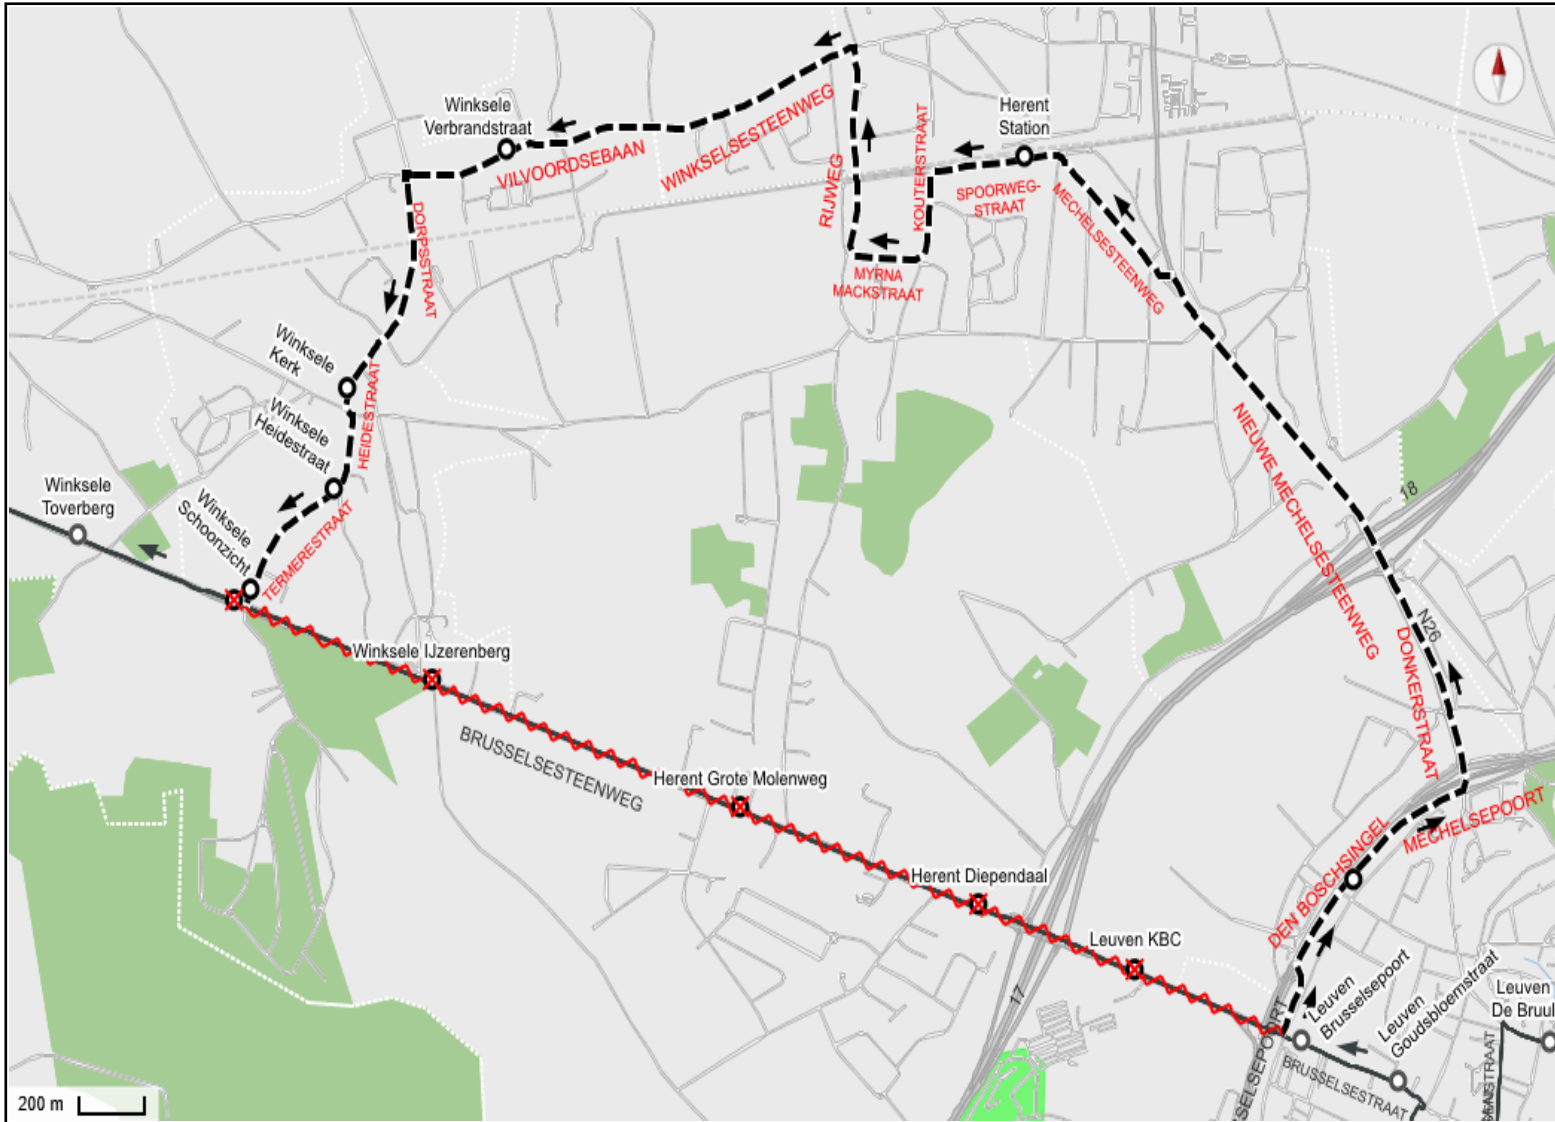 Winksele
Verbrandstraat
Herent
Station
VILVOORDSEBAAN
WINKSELSESTEENWEG
RIJWEG
KOUTERSTRAAT
SPOORWEG-
STRAAT
MECHELSESTEENWEG
MYRNA
MACKSTRAAT
DORPSSTRAAT
Winksele
Kerk
HEIDESTRAAT
Winksele
Heidestraat
Winksele
Toverberg
Winksele
Schoonzicht
TERMERESTRAAT
NIEUWE MECHELSESTEENWEG
18
N26
DONKERSTRAAT
Winksele IJzerenberg
BRUSSELSESTEENWEG
Herent Grote Molenweg
MECHELSEPOORT
DEN BOSCHSINGEL
Herent Diependaal
Leuven KBC
17
Leuven
Brusselsepoort
Leuven
Goudsbloemstraat
Leuven
De Bruul
SSELSEPOORT
BRUSSELSESTRAAT
200 m